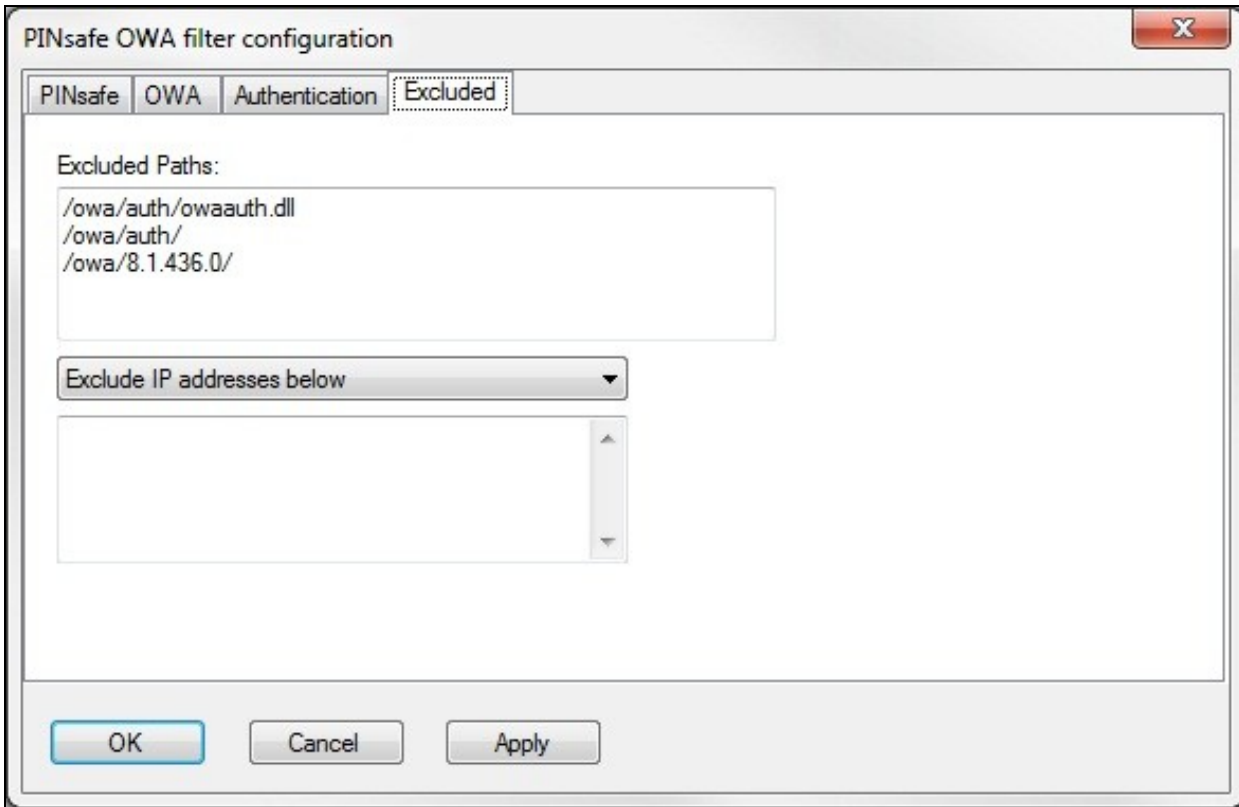 PINsafe OWA filter configuration
PINsafe OWA Authentication Excluded
Excluded Paths:
/owa/auth/owaauth.dll
/owa/auth/
/owa/8.1.436.0/
Exclude IP addresses below
OK Cancel Apply